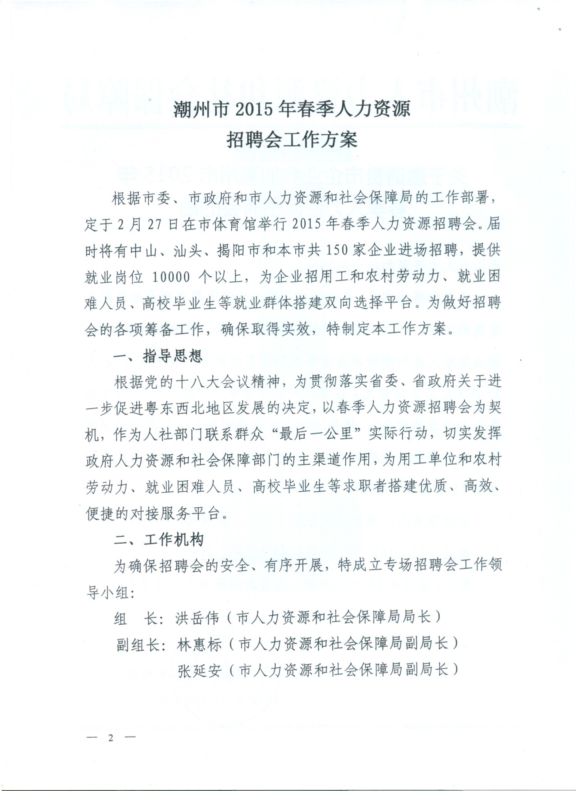 潮州市 2015 年春季人力资源
招聘会工作方案
根据市委、市政府和市人力资源和社会保障局的工作部署，
定于 2 月 27 日在市体育馆举行 2015 年春季人力资源招聘会。届
时将有中山、汕头、揭阳市和本市共 150 家企业进场招聘，提供
就业岗位 10000 个以上，为企业招用工和农村劳动力、就业困
难人员、高校毕业生等就业群体搭建双向选择平台。为做好招聘
会的各项筹备工作，确保取得实效，特制定本工作方案。
一、指导思想
根据党的十八大会议精神，为贯彻落实省委、省政府关于进
一步促进粤东西北地区发展的决定，以春季人力资源招聘会为契
机，作为人社部门联系群众“最后一公里”实际行动，切实发挥
政府人力资源和社会保障部门的主渠道作用，为用工单位和农村
劳动力、就业困难人员、高校毕业生等求职者搭建优质、高效、
便捷的对接服务平台。
二、工作机构
为确保招聘会的安全、有序开展，特成立专场招聘会工作领
导小组：
组　长：洪岳伟（市人力资源和社会保障局局长）
副组长：林惠标（市人力资源和社会保障局副局长）
张延安（市人力资源和社会保障局副局长）
— 2 —